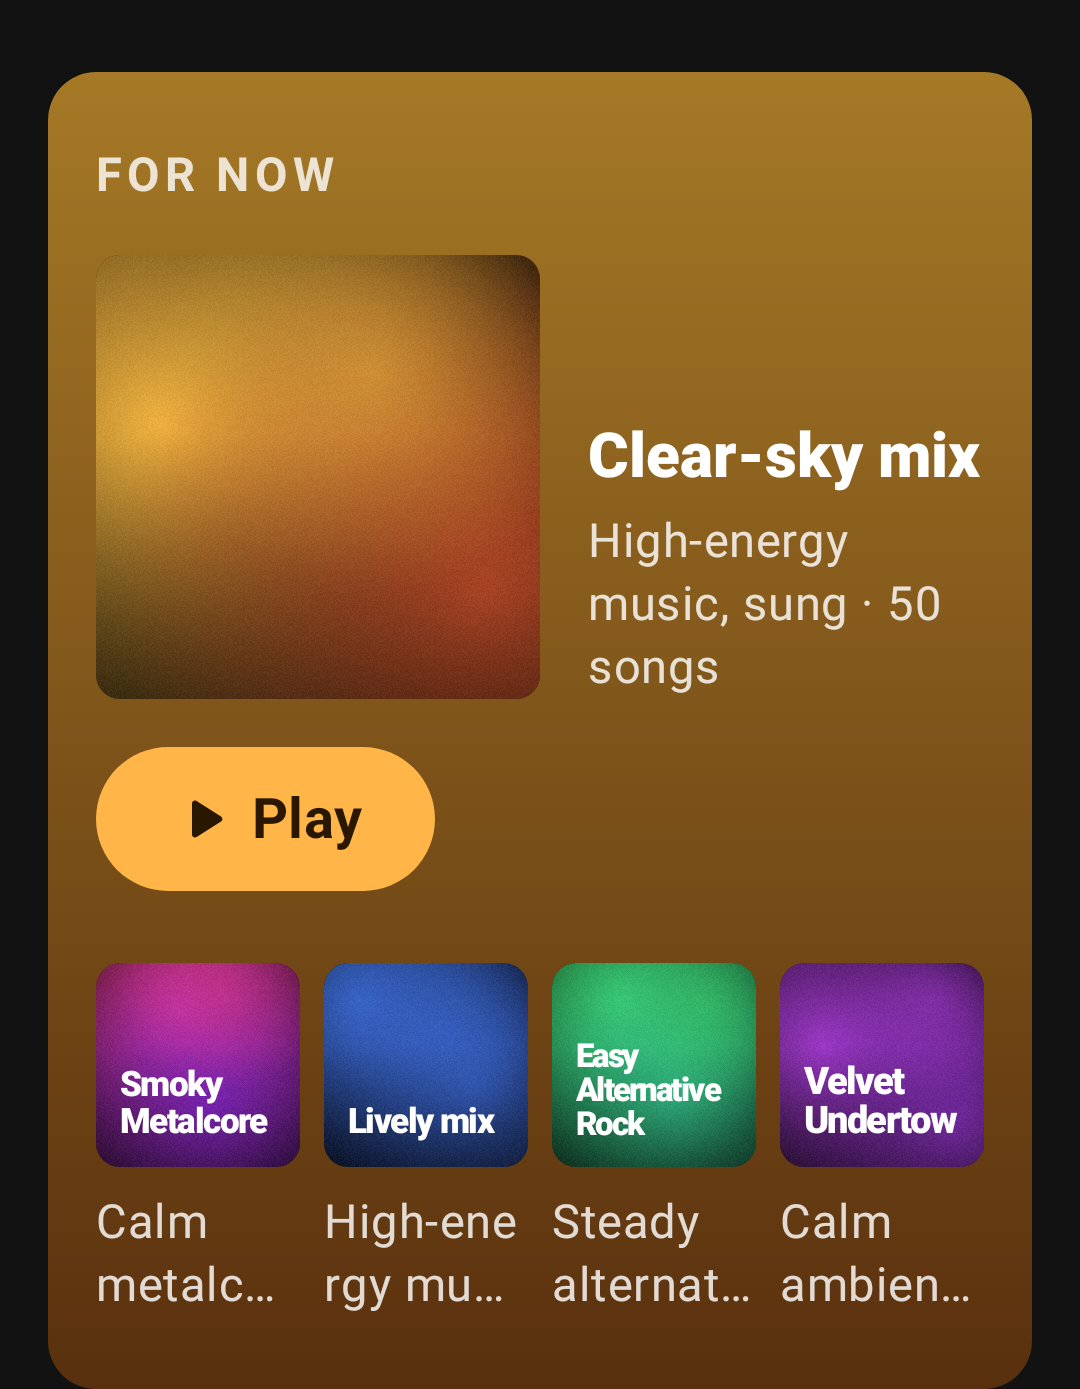 FOR NOW
Clear-sky mix
High-energy
music, sung · 50
songs
Play
Smoky
Metalcore
Lively mix
Easy
Alternative
Rock
Velvet
Undertow
Calm
metalc…
High-ene
rgy mu…
Steady
alternat…
Calm
ambien…